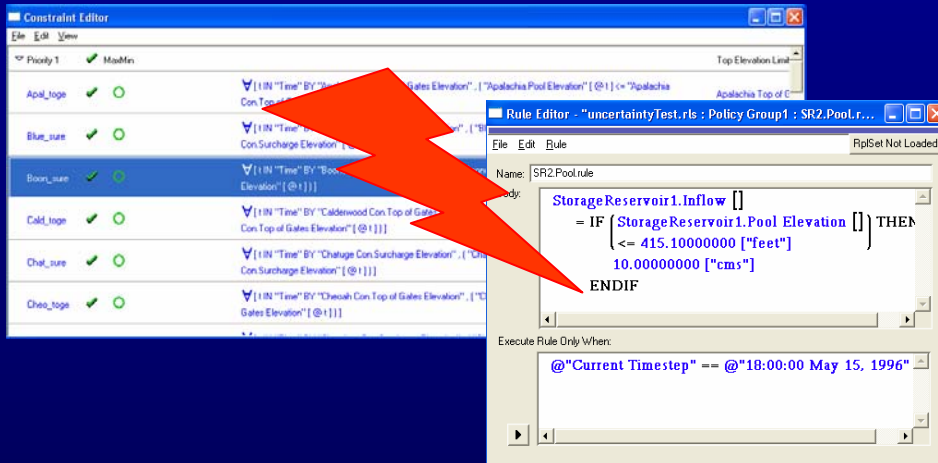 Constraint Editor
File Edit View
Priority 1 MaxMin Top Elevation Limit
Apal_toge ∀ [ t IN "Time" BY "Apalachia Gates Elevation" , { "Apalachia Pool Elevation" [ @ t ] <= "Apalachia Apalachia Top of G
Con.Top of
Blue_sure ∀ [ t IN "Time" BY
Con.Surcharge Elevation" [ @ t ] } ]
Boon_sure ∀ [ t IN "Time" BY "Boon
Elevation" [ @ t ] } ]
Cald_toge ∀ [ t IN "Time" BY "Calderwood Con.Top of Gates
Con.Top of Gates Elevation" [ @ t ] } ]
Chat_sure ∀ [ t IN "Time" BY "Chatuge Con.Surcharge Elevation" , { "Cha
Con.Surcharge Elevation" [ @ t ] } ]
Cheo_toge ∀ [ t IN "Time" BY "Cheoah Con.Top of Gates Elevation" , { "C
Gates Elevation" [ @ t ] } ]
Rule Editor - "uncertaintyTest.rls : Policy Group1 : SR2.Pool.r...
File Edit Rule RplSet Not Loaded
Name: SR2.Pool.rule
dy:
StorageReservoir1.Inflow []
= IF ( StorageReservoir1.Pool Elevation [] ) THEN
<= 415.10000000 ["feet"]
10.00000000 ["cms"]
ENDIF
Execute Rule Only When:
@"Current Timestep" == @"18:00:00 May 15, 1996"